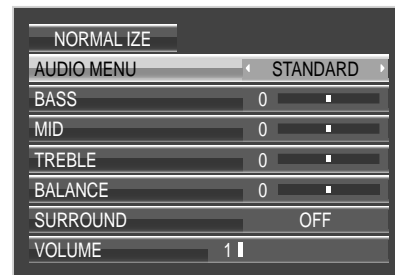 NORMAL IZE
AUDIO MENU STANDARD
BASS 0
MID 0
TREBLE 0
BALANCE 0
SURROUND OFF
VOLUME 1